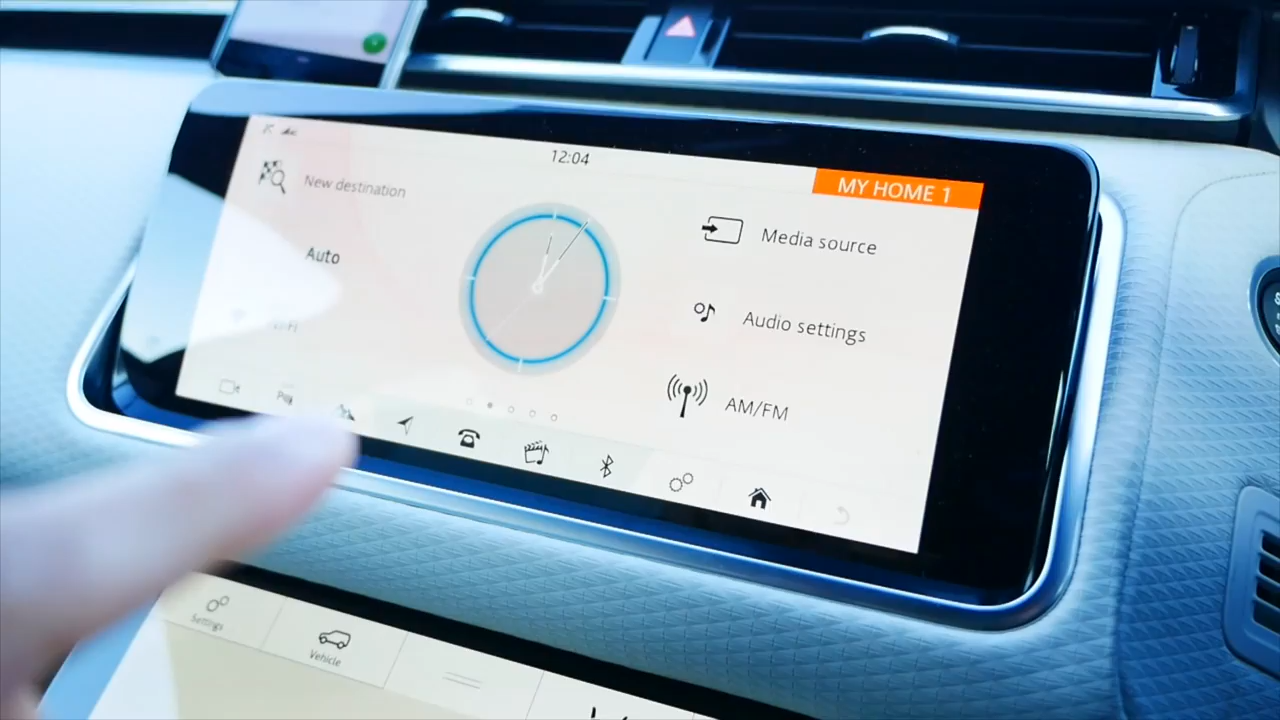 12:04
MY HOME 1
New destination
Media source
Auto
Audio settings
AM/FM
Settings
Vehicle